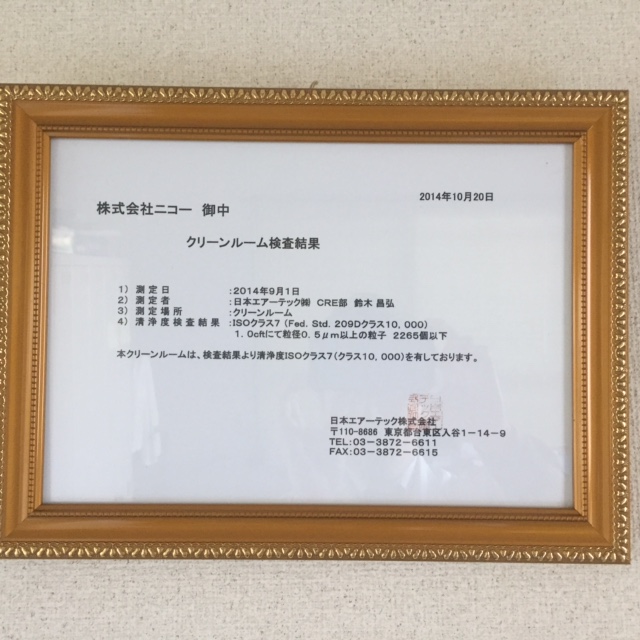 2014年10月20日
株式会社ニコー 御中
クリーンルーム検査結果
1) 測定日 :2014年9月1日
2) 測定者 :日本エアーテック㈱ CRE部 鈴木 昌弘
3) 測定場所 :クリーンルーム
4) 清浄度検査結果 :ISOクラス7 (Fed. Std. 209Dクラス10,000)
1.0cftにて粒径0.5μm以上の粒子 2265個以下
本クリーンルームは、検査結果より清浄度ISOクラス7(クラス10,000)を有しております。
日本エアーテック株式会社
〒110-8686 東京都台東区入谷1-14-9
TEL:03-3872-6611
FAX:03-3872-6615